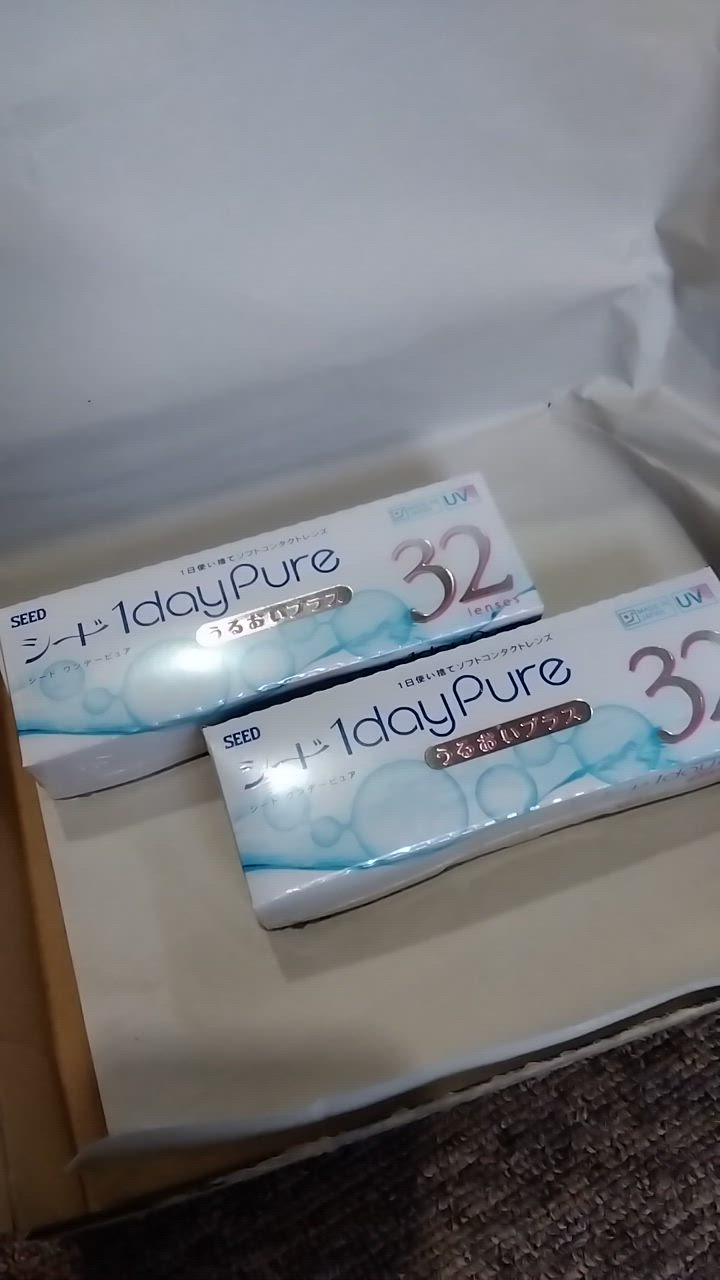 1日使い捨てソフトコンタクトレンズ
UV
SEED
シード 1dayPure
32
うるおいプラス
lenses
シード ワンデーピュア
1日使い捨てソフトコンタクトレンズ
MADE IN
JAPAN
UV
SEED
シード 1dayPure
32
うるおいプラス
シード ワンデーピュア